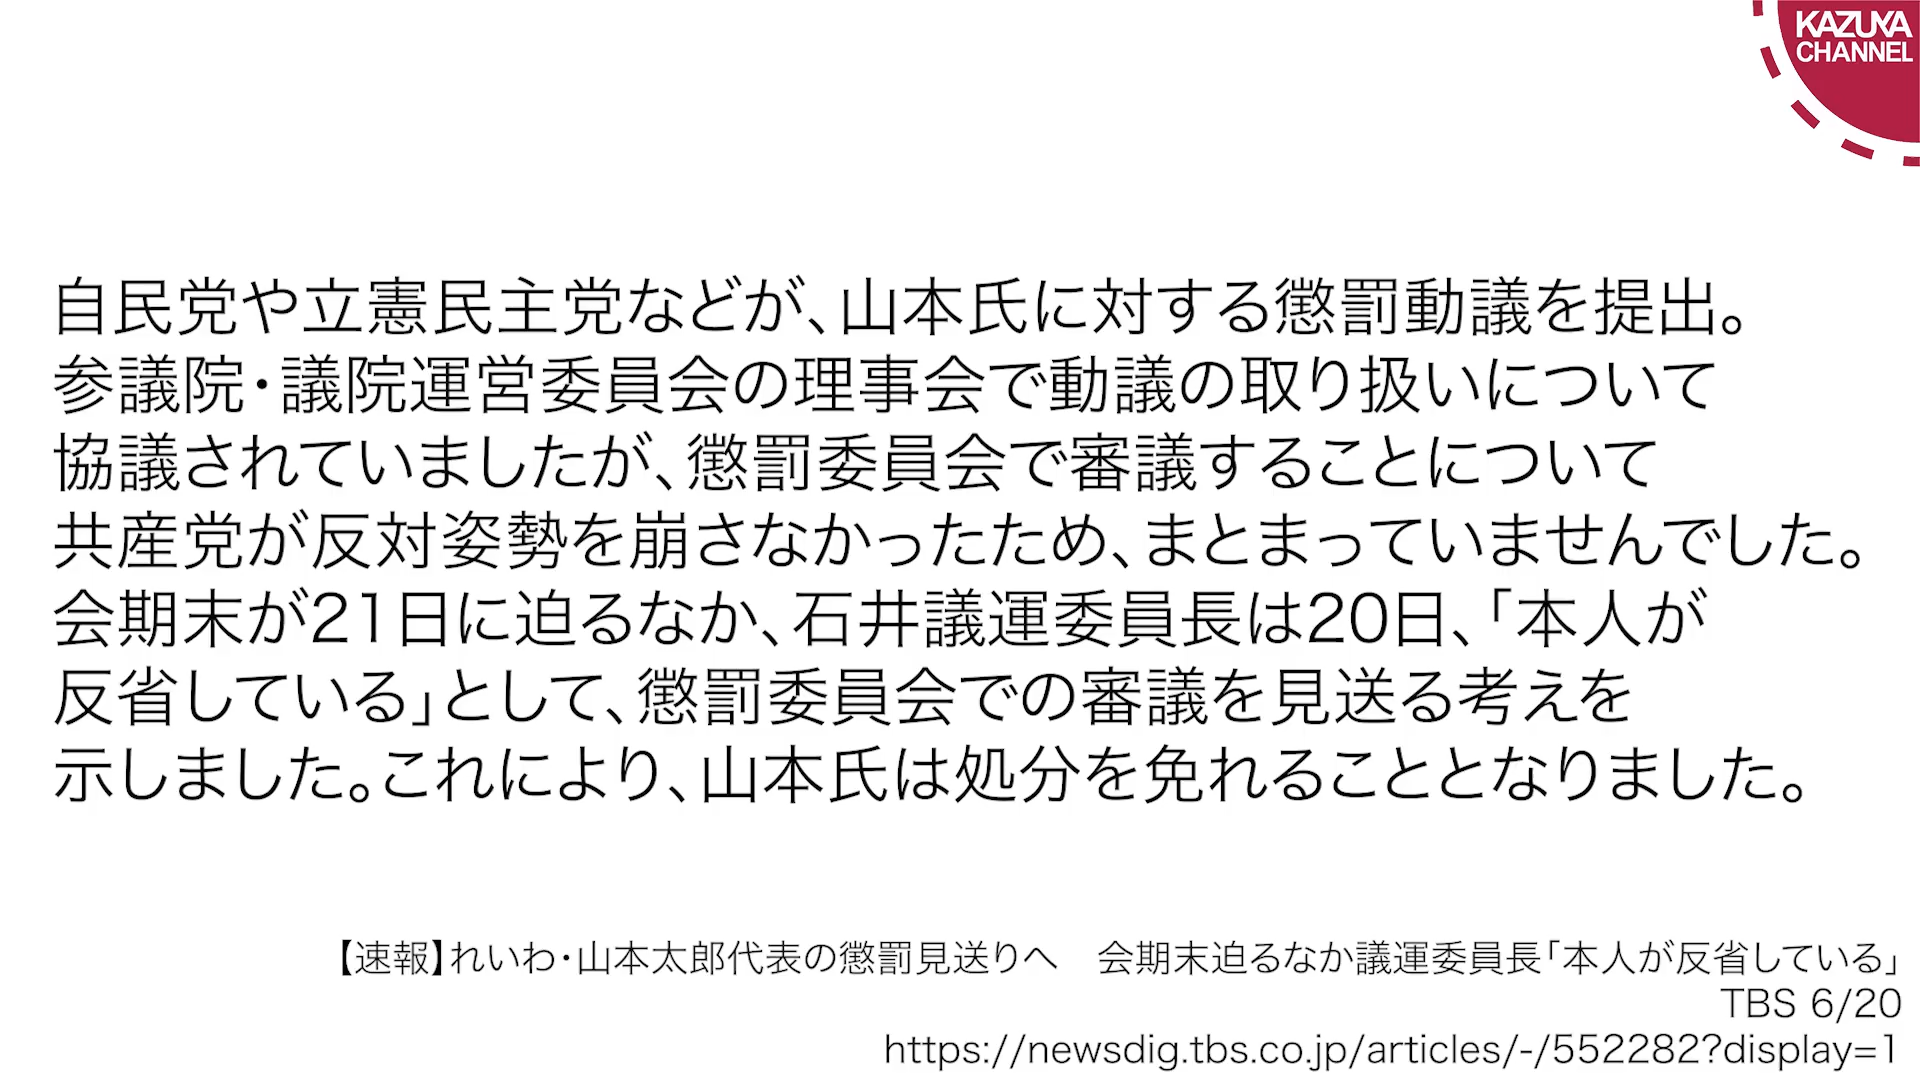 KAZUYA
CHANNEL
自民党や立憲民主党などが、山本氏に対する懲罰動議を提出。
参議院・議院運営委員会の理事会で動議の取り扱いについて
協議されていましたが、懲罰委員会で審議することについて
共産党が反対姿勢を崩さなかったため、まとまっていませんでした。
会期末が21日に迫るなか、石井議運委員長は20日、「本人が
反省している」として、懲罰委員会での審議を見送る考えを
示しました。これにより、山本氏は処分を免れることとなりました。
【速報】れいわ・山本太郎代表の懲罰見送りへ　会期末迫るなか議運委員長「本人が反省している」
TBS 6/20
https://newsdig.tbs.co.jp/articles/-/552282?display=1